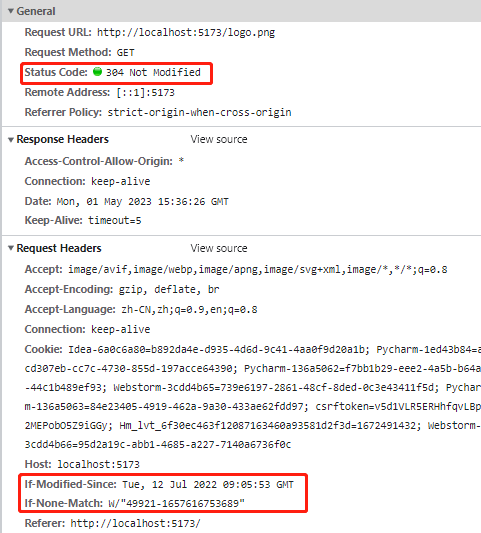 General
Request URL: http://localhost:5173/logo.png
Request Method: GET
Status Code: 304 Not Modified
Remote Address: [::1]:5173
Referrer Policy: strict-origin-when-cross-origin
Response Headers View source
Access-Control-Allow-Origin: *
Connection: keep-alive
Date: Mon, 01 May 2023 15:36:26 GMT
Keep-Alive: timeout=5
Request Headers View source
Accept: image/avif,image/webp,image/apng,image/svg+xml,image/*,*/*;q=0.8
Accept-Encoding: gzip, deflate, br
Accept-Language: zh-CN,zh;q=0.9,en;q=0.8
Connection: keep-alive
Cookie: Idea-6a0c6a80=b892da4e-d935-4d6d-9c41-4aa0f9d20a1b; Pycharm-1ed43b84=a
cd307eb-cc7c-4730-855d-197acce64390; Pycharm-136a5062=f7bb1b29-eee2-4a5b-b64a
-44c1b489ef93; Webstorm-3cdd4b65=739e6197-2861-48cf-8ded-0c3e43411f5d; Pychar
m-136a5063=84e23405-4919-462a-9a30-433ae62fdd97; csrftoken=v5d1VLR5ERHhfqvLBp
2MEPobO5Z9iGGy; Hm_lvt_6f30ec463f12087163460a93581d2f3d=1672491432; Webstorm-
3cdd4b66=95d2a19c-abb1-4685-a227-7140a6736f0c
Host: localhost:5173
If-Modified-Since: Tue, 12 Jul 2022 09:05:53 GMT
If-None-Match: W/"49921-1657616753689"
Referer: http://localhost:5173/